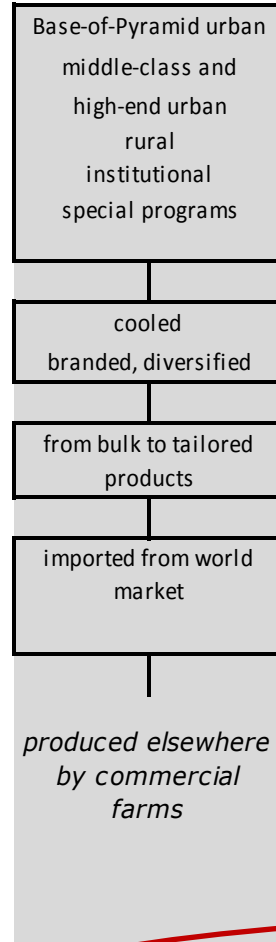 Base-of-Pyramid urban
middle-class and
high-end urban
rural
institutional
special programs
cooled
branded, diversified
from bulk to tailored
products
imported from world
market
produced elsewhere
by commercial
farms